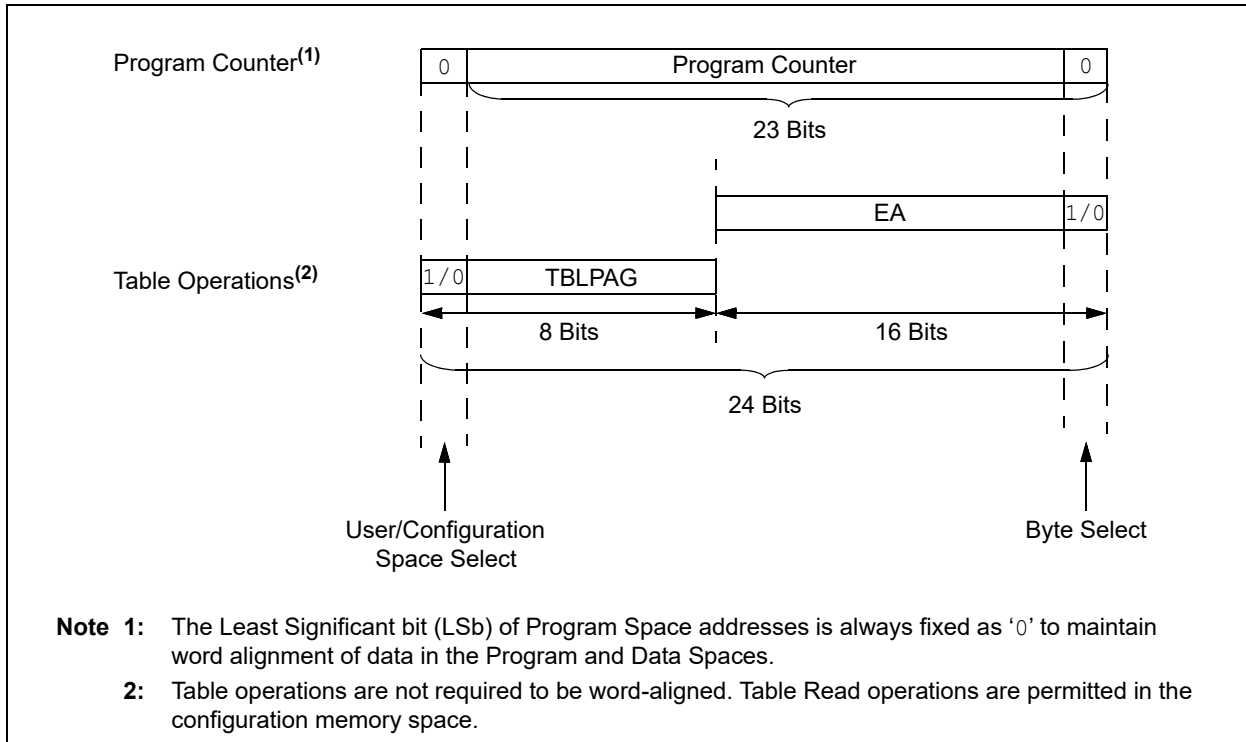 Program Counter(1)
0
Program Counter
0
23 Bits
EA
1/0
Table Operations(2)
1/0
TBLPAG
8 Bits
16 Bits
24 Bits
User/Configuration
Space Select
Byte Select
Note 1: The Least Significant bit (LSb) of Program Space addresses is always fixed as ‘0’ to maintain
word alignment of data in the Program and Data Spaces.
2: Table operations are not required to be word-aligned. Table Read operations are permitted in the
configuration memory space.